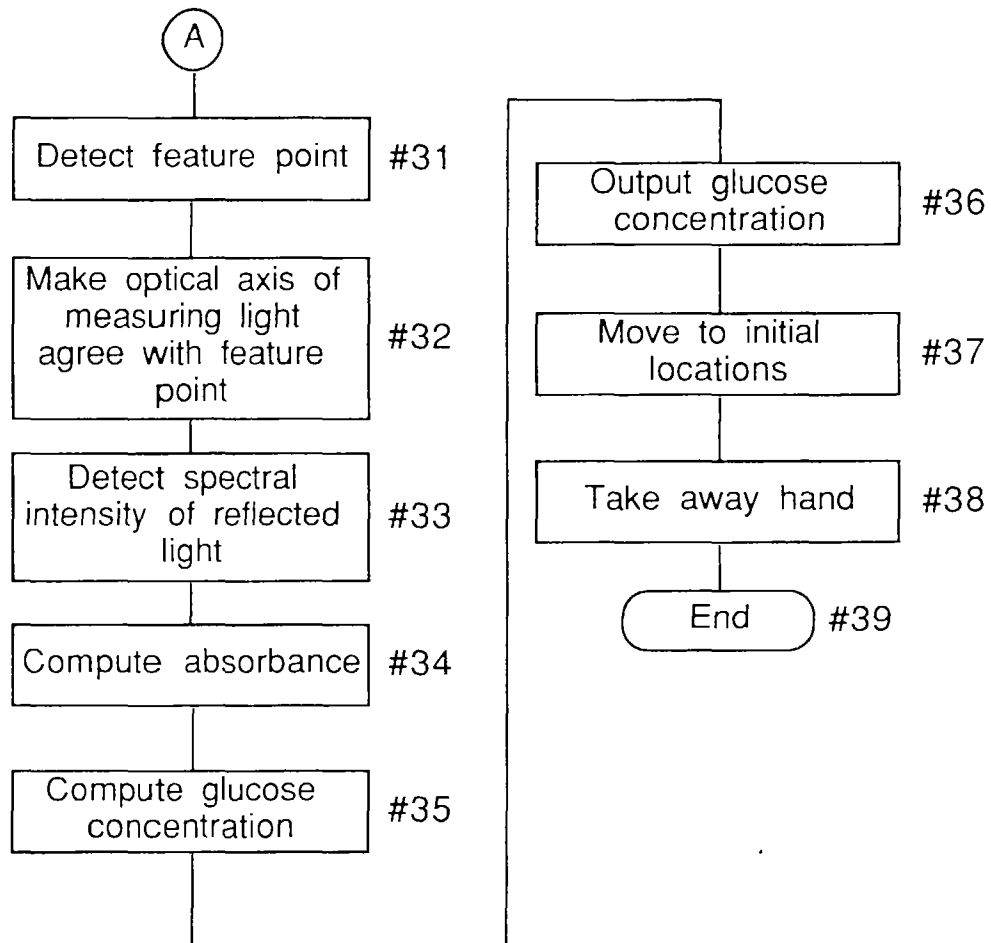 A
Detect feature point
#31
Make optical axis of
measuring light
agree with feature
point
#32
Detect spectral
intensity of reflected
light
#33
Compute absorbance
#34
Compute glucose
concentration
#35
Output glucose
concentration
#36
Move to initial
locations
#37
Take away hand
#38
End
#39